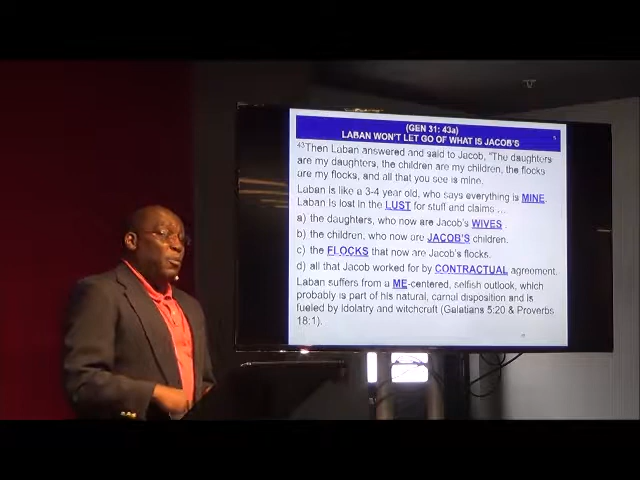 (GEN 31: 43a)
LABAN WON'T LET GO OF WHAT IS JACOB'S
43Then Laban answered and said to Jacob, "The daughters
are my daughters, the children are my children, the flocks
are my flocks, and all that you see is mine.
Laban is like a 3-4 year old, who says everything is MINE.
Laban is lost in the LUST for stuff and claims ...
a) the daughters, who now are Jacob's WIVES .
b) the children, who now are JACOB'S children.
c) the FLOCKS that now are Jacob's flocks.
d) all that Jacob worked for by CONTRACTUAL agreement.
Laban suffers from a ME-centered, selfish outlook, which
probably is part of his natural, carnal disposition and is
fueled by idolatry and witchcraft (Galatians 5:20 & Proverbs
18:1).